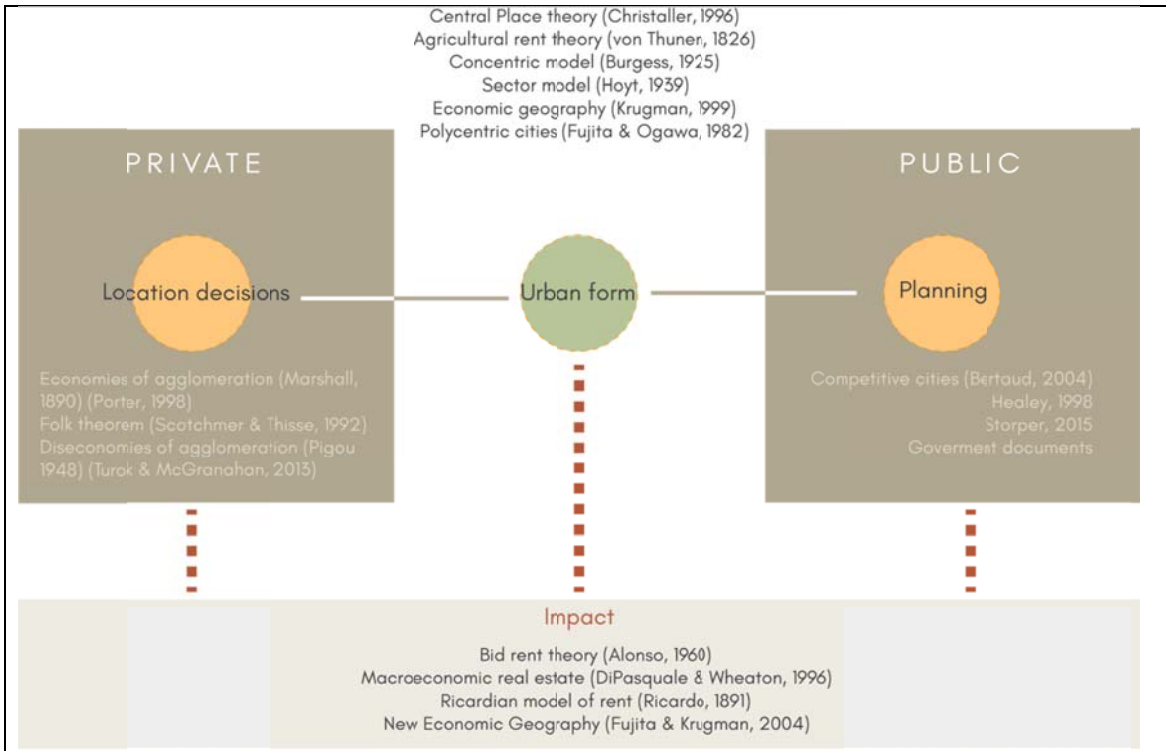 Central Place theory (Christaller, 1996)
Agricultural rent theory (von Thunen, 1826)
Concentric model (Burgess, 1925)
Sector model (Hoyt, 1939)
Economic geography (Krugman, 1999)
Polycentric cities (Fujita & Ogawa, 1982)
PRIVATE
Location decisions
Economies of agglomeration (Marshall,
1890) (Porter, 1998)
Folk theorem (Scotchmer & Thisse, 1992)
Diseconomies of agglomeration (Pigou
1948) (Turok & McGranahan, 2013)
Urban form
PUBLIC
Planning
Competitive cities (Bertaud, 2004)
Healey, 1998
Storper, 2015
Goverment documents
Impact
Bid rent theory (Alonso, 1960)
Macroeconomic real estate (DiPasquale & Wheaton, 1996)
Ricardian model of rent (Ricardo, 1891)
New Economic Geography (Fujita & Krugman, 2004)